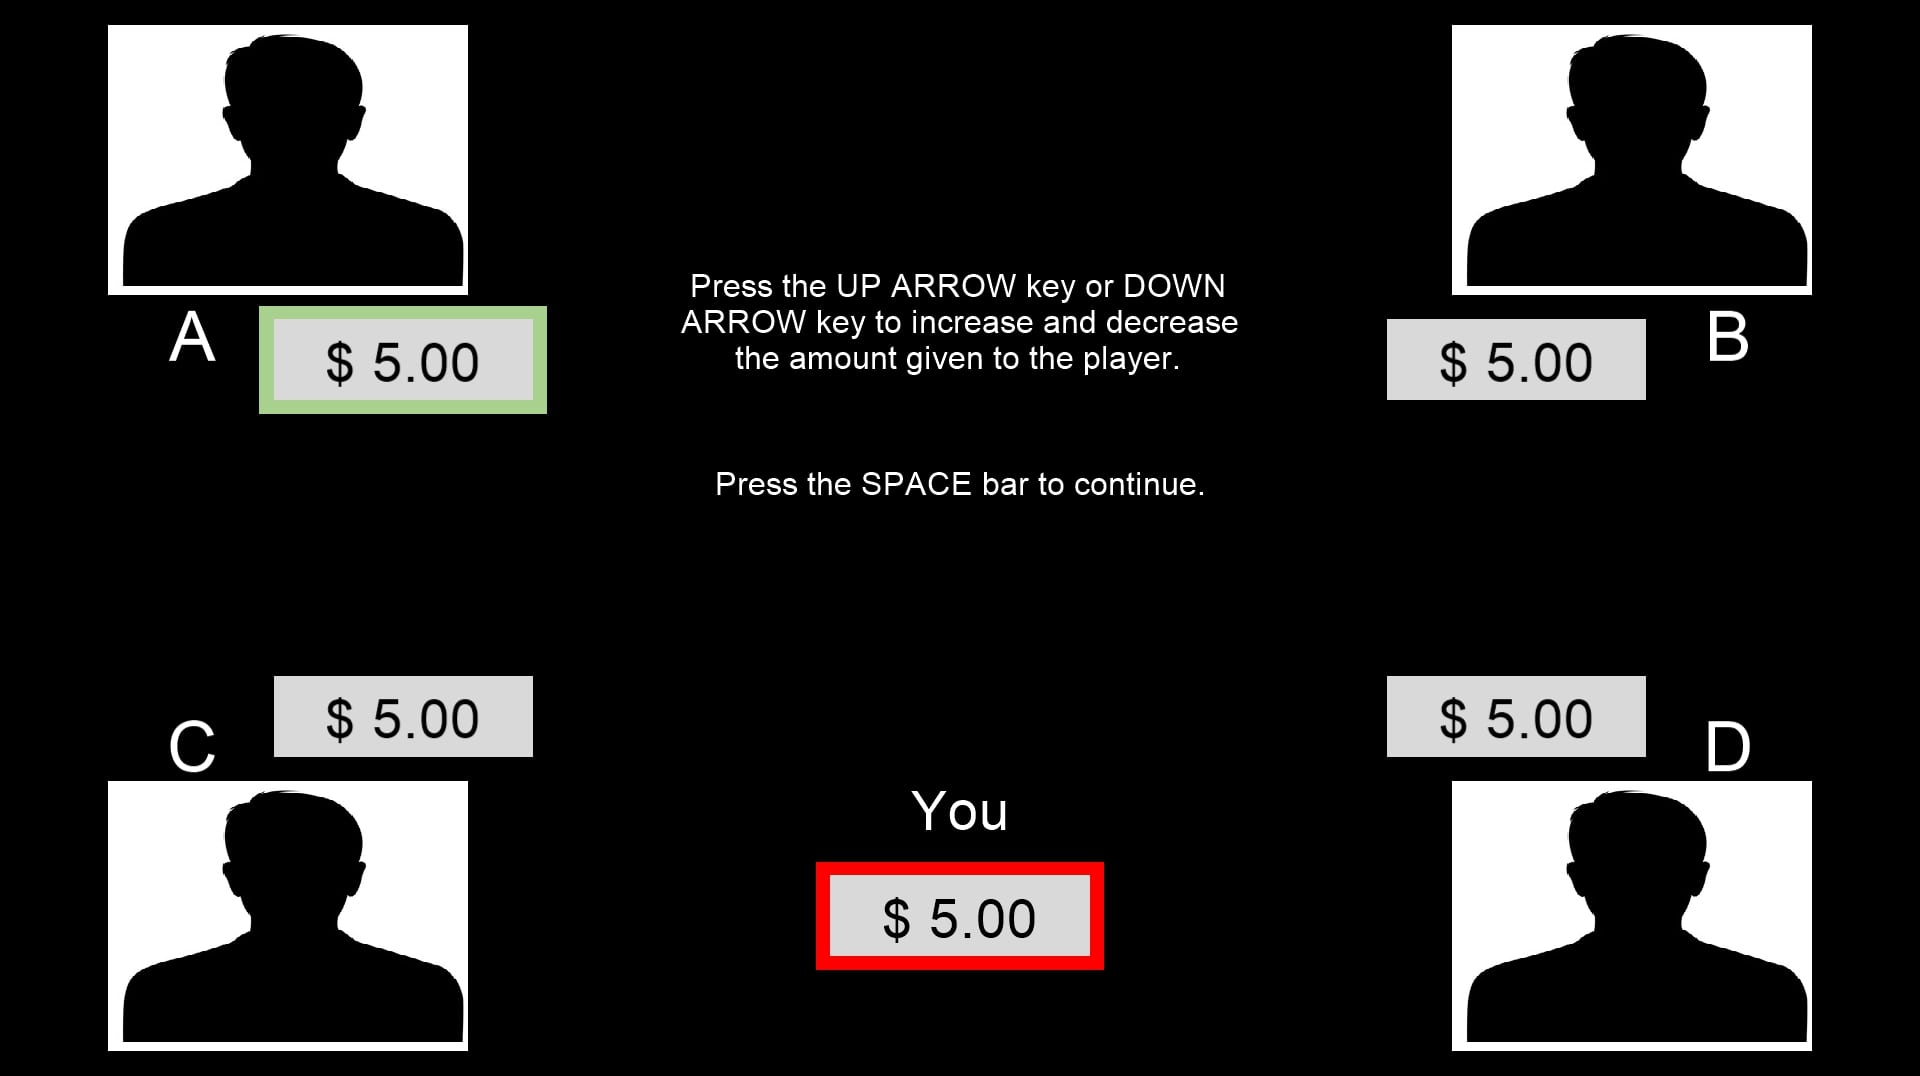 A
$ 5.00
Press the UP ARROW key or DOWN
ARROW key to increase and decrease
the amount given to the player.
$ 5.00
B
Press the SPACE bar to continue.
C
$ 5.00
$ 5.00
D
You
$ 5.00